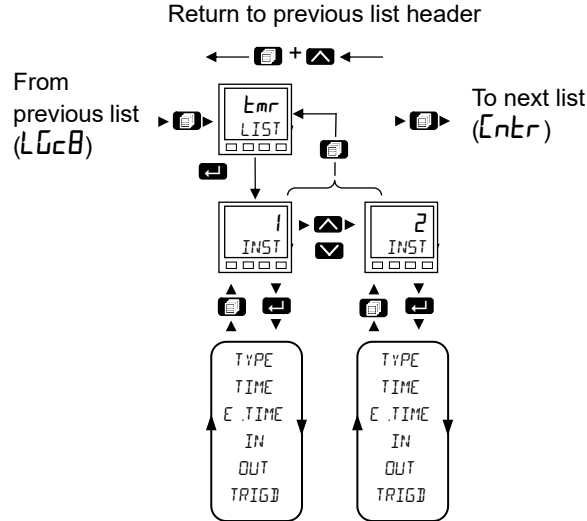 Return to previous list header
+
From
previous list
(LGc8)
tmr
LIST
To next list
(Cntr)
1
INST
2
INST
TYPE
TIME
E.TIME
IN
OUT
TRIGD
TYPE
TIME
E.TIME
IN
OUT
TRIGD